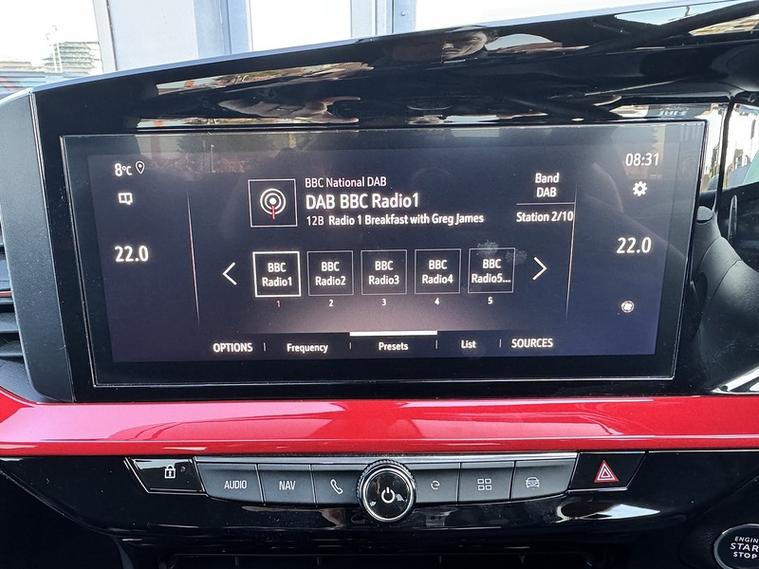 8°C
08:31
BBC National DAB
DAB BBC Radio1
12B Radio 1 Breakfast with Greg James
Band
DAB
Station 2/10
22.0
22.0
BBC
Radio1
BBC
Radio2
BBC
Radio3
BBC
Radio4
BBC
Radio5...
1
2
3
4
5
OPTIONS
Frequency
Presets
List
SOURCES
AUDIO
NAV
ENGINE
START
STOP